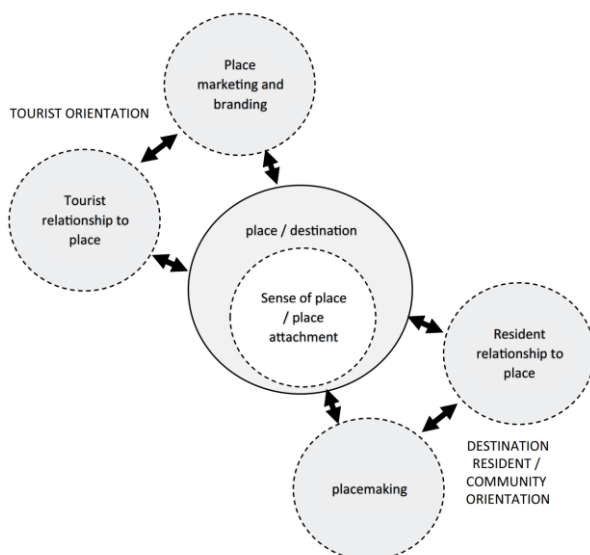 Place
marketing and
branding
TOURIST ORIENTATION
Tourist
relationship to
place
place / destination
Sense of place
/ place
attachment
Resident
relationship to
place
placemaking
DESTINATION
RESIDENT /
COMMUNITY
ORIENTATION